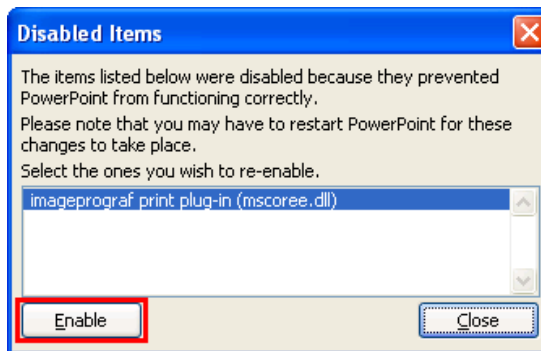 Disabled Items
The items listed below were disabled because they prevented
PowerPoint from functioning correctly.
Please note that you may have to restart PowerPoint for these
changes to take place.
Select the ones you wish to re-enable.
imageprograf print plug-in (mscoree.dll)
Enable
Close